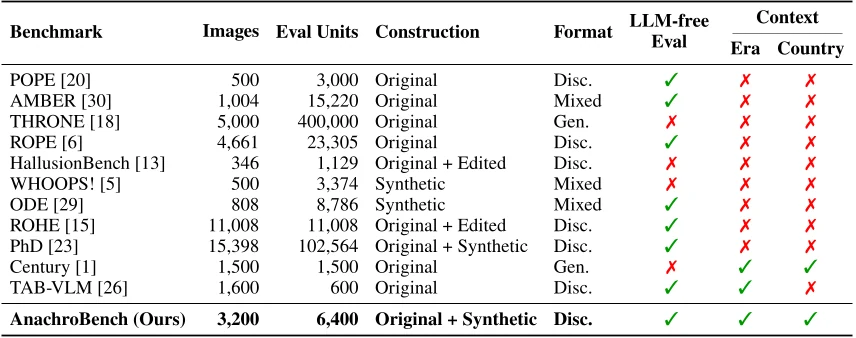 Benchmark Images Eval Units Construction Format LLM-free Eval Context
Era Country
POPE [20] 500 3,000 Original Disc. ✓ ✗ ✗
AMBER [30] 1,004 15,220 Original Mixed ✓ ✗ ✗
THRONE [18] 5,000 400,000 Original Gen. ✗ ✗ ✗
ROPE [6] 4,661 23,305 Original Disc. ✓ ✗ ✗
HallusionBench [13] 346 1,129 Original + Edited Disc. ✗ ✗ ✗
WHOOPS! [5] 500 3,374 Synthetic Mixed ✗ ✗ ✗
ODE [29] 808 8,786 Synthetic Mixed ✓ ✗ ✗
ROHE [15] 11,008 11,008 Original + Edited Disc. ✓ ✗ ✗
PhD [23] 15,398 102,564 Original + Synthetic Disc. ✓ ✗ ✗
Century [1] 1,500 1,500 Original Gen. ✗ ✓ ✓
TAB-VLM [26] 1,600 600 Original Disc. ✓ ✓ ✗
AnachroBench (Ours) 3,200 6,400 Original + Synthetic Disc. ✓ ✓ ✓